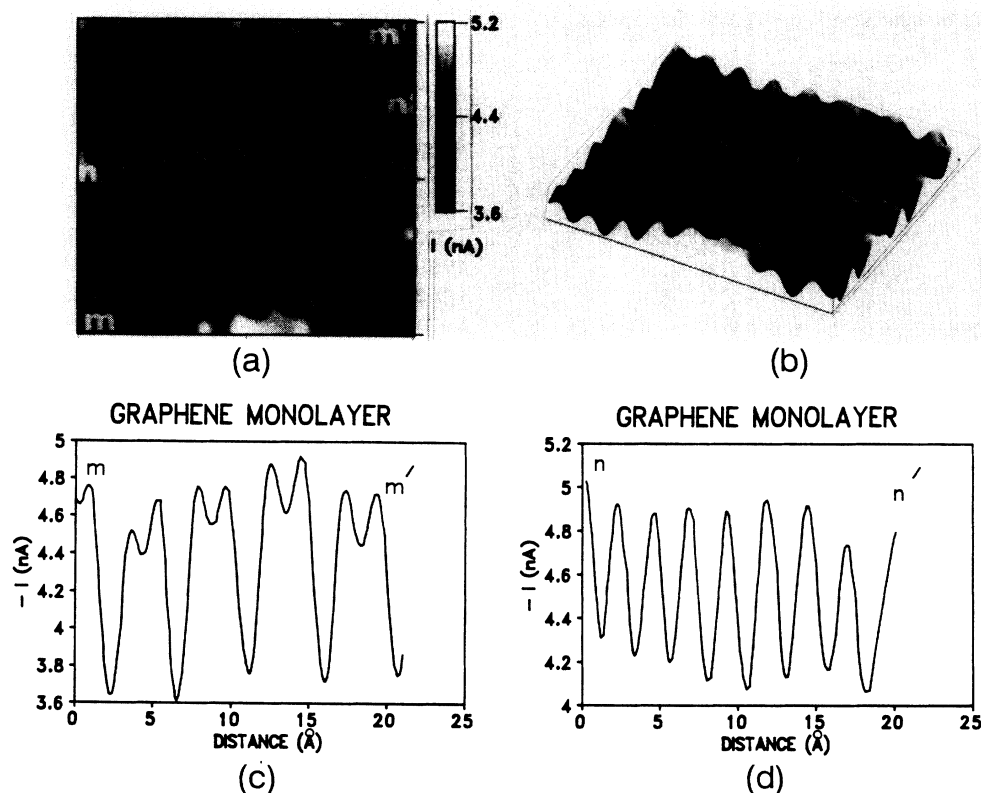 m
n
n
m
5.2
4.4
3.6
I (nA)
(a)
(b)
GRAPHENE MONOLAYER
m
m′
5
4.8
4.6
4.4
4.2
4
3.8
3.6
– I (nA)
0 5 10 15 20 25
DISTANCE (Å)
(c)
GRAPHENE MONOLAYER
n
n′
5.2
5
4.8
4.6
4.4
4.2
4
– I (nA)
0 5 10 15 20 25
DISTANCE (Å)
(d)